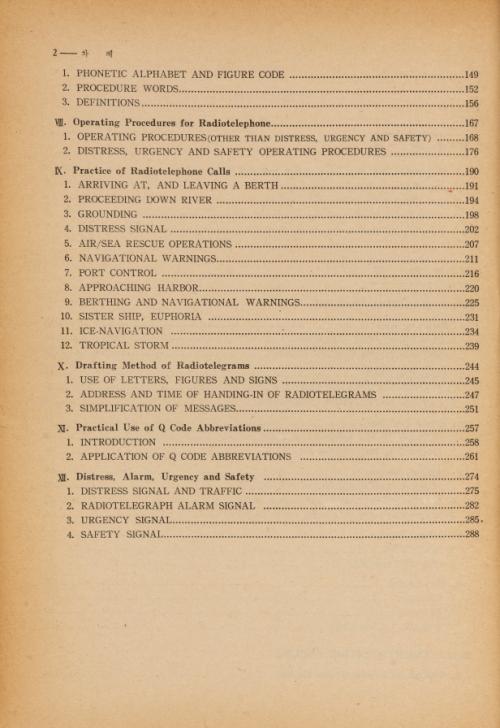 2 — 차 례
1. PHONETIC ALPHABET AND FIGURE CODE ........ 149
2. PROCEDURE WORDS ........ 152
3. DEFINITIONS ........ 156
Ⅷ. Operating Procedures for Radiotelephone ........ 167
1. OPERATING PROCEDURES (OTHER THAN DISTRESS, URGENCY AND SAFETY) ........ 168
2. DISTRESS, URGENCY AND SAFETY OPERATING PROCEDURES ........ 176
Ⅸ. Practice of Radiotelephone Calls ........ 190
1. ARRIVING AT, AND LEAVING A BERTH ........ 191
2. PROCEEDING DOWN RIVER ........ 194
3. GROUNDING ........ 198
4. DISTRESS SIGNAL ........ 202
5. AIR/SEA RESCUE OPERATIONS ........ 207
6. NAVIGATIONAL WARNINGS ........ 211
7. PORT CONTROL ........ 216
8. APPROACHING HARBOR ........ 220
9. BERTHING AND NAVIGATIONAL WARNINGS ........ 225
10. SISTER SHIP, EUPHORIA ........ 231
11. ICE-NAVIGATION ........ 234
12. TROPICAL STORM ........ 239
Ⅹ. Drafting Method of Radiotelegrams ........ 244
1. USE OF LETTERS, FIGURES AND SIGNS ........ 245
2. ADDRESS AND TIME OF HANDING-IN OF RADIOTELEGRAMS ........ 247
3. SIMPLIFICATION OF MESSAGES ........ 251
Ⅺ. Practical Use of Q Code Abbreviations ........ 257
1. INTRODUCTION ........ 258
2. APPLICATION OF Q CODE ABBREVIATIONS ........ 261
Ⅻ. Distress, Alarm, Urgency and Safety ........ 274
1. DISTRESS SIGNAL AND TRAFFIC ........ 275
2. RADIOTELEGRAPH ALARM SIGNAL ........ 282
3. URGENCY SIGNAL ........ 285
4. SAFETY SIGNAL ........ 288